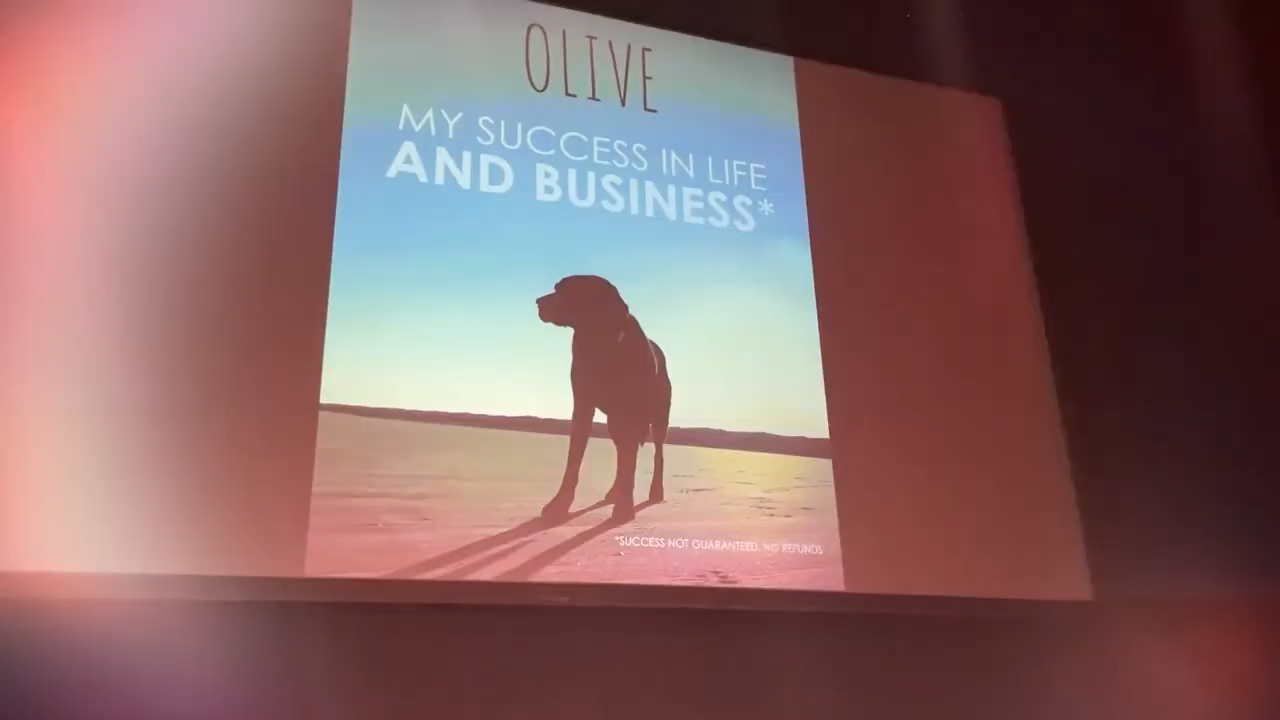 OLIVE
MY SUCCESS IN LIFE
AND BUSINESS*
*SUCCESS NOT GUARANTEED. NO REFUNDS